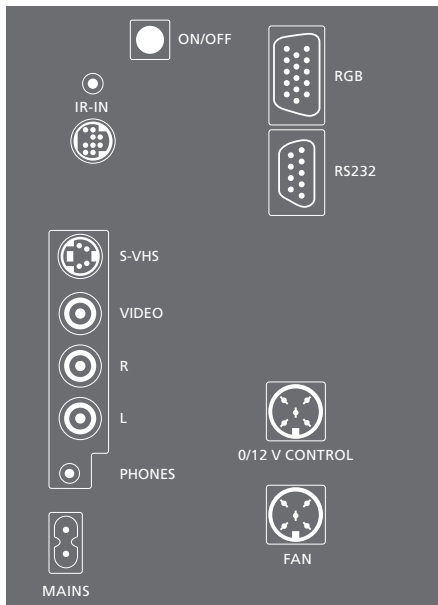 ON/OFF
RGB
IR-IN
RS232
S-VHS
VIDEO
R
L
0/12 V CONTROL
PHONES
FAN
MAINS